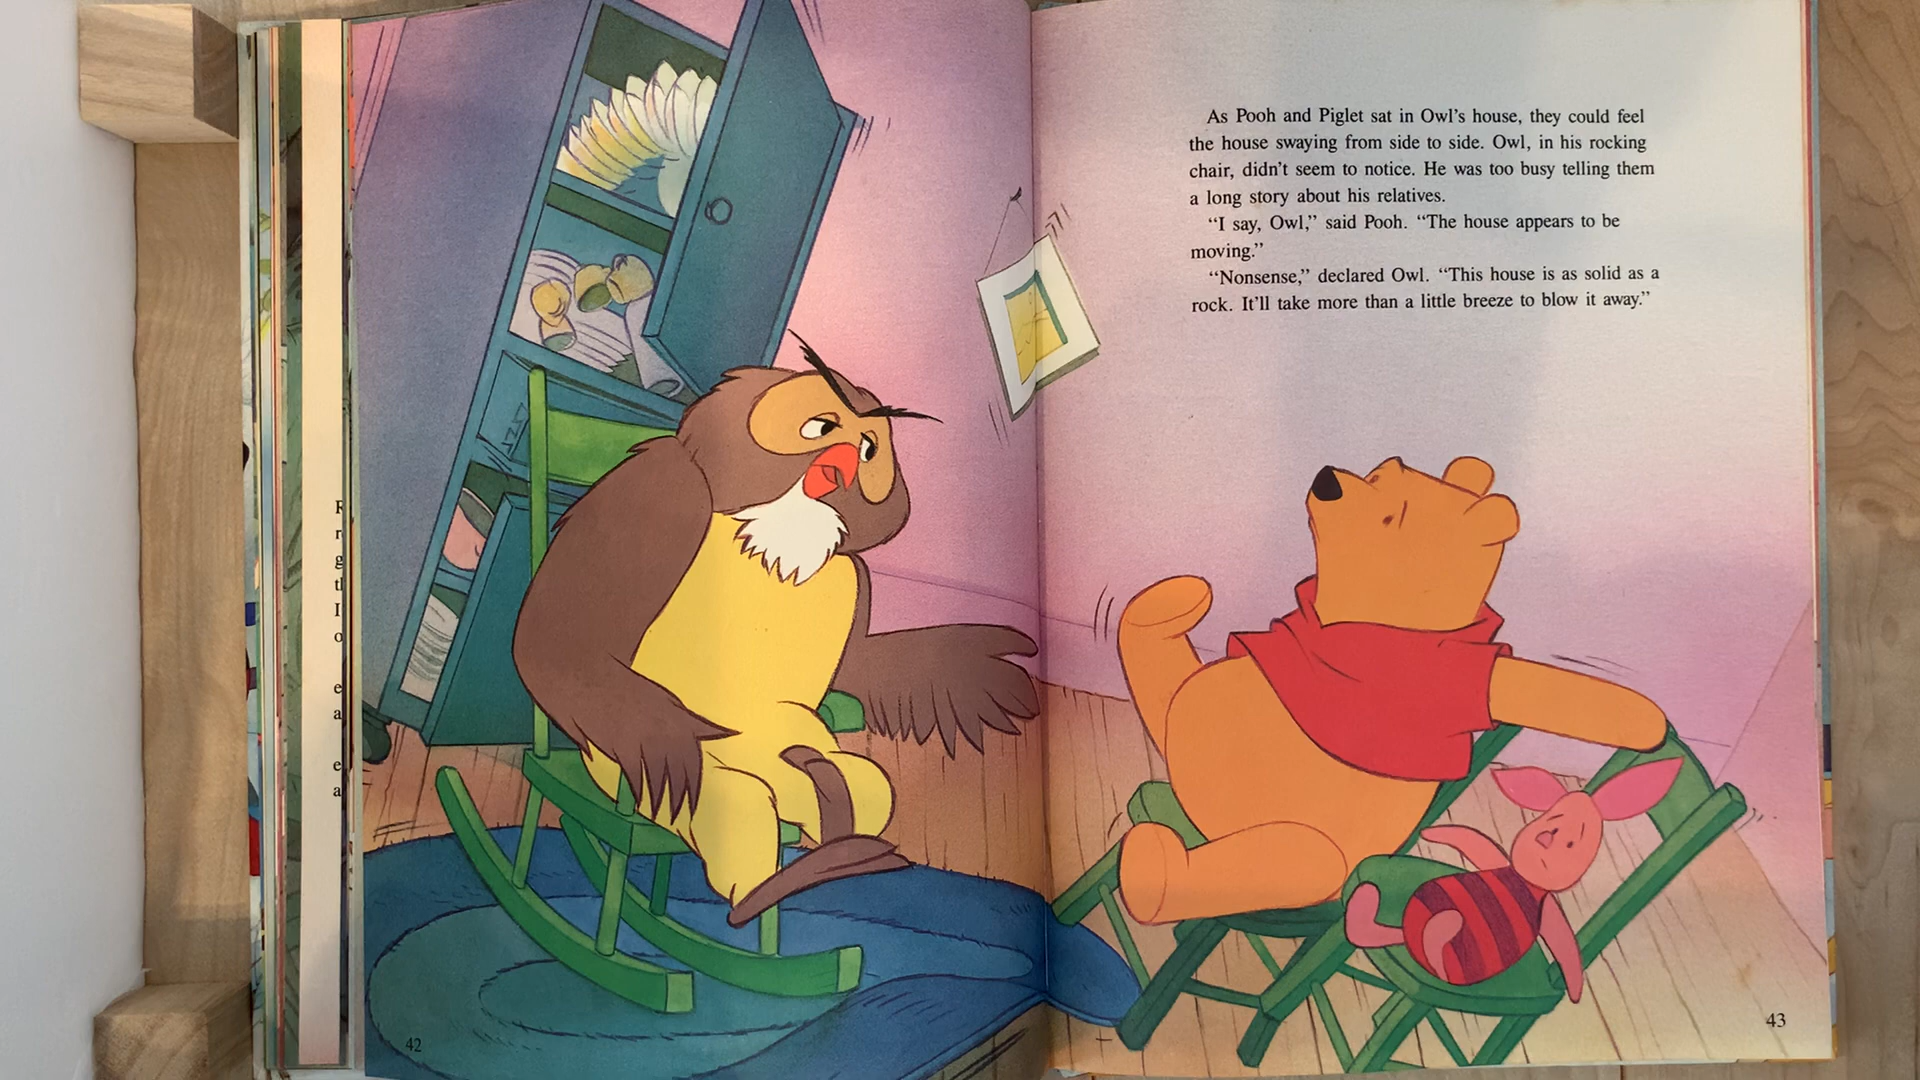 R
r
g
th
I
o
e
a
e
a
42
As Pooh and Piglet sat in Owl's house, they could feel
the house swaying from side to side. Owl, in his rocking
chair, didn't seem to notice. He was too busy telling them
a long story about his relatives.
“I say, Owl,” said Pooh. “The house appears to be
moving.”
“Nonsense,” declared Owl. “This house is as solid as a
rock. It'll take more than a little breeze to blow it away.”
43